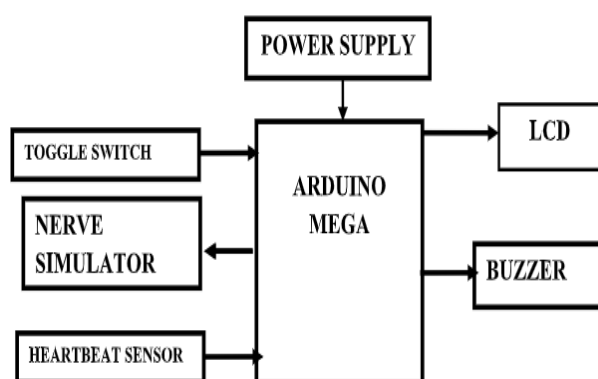 POWER SUPPLY
LCD
TOGGLE SWITCH
ARDUINO
MEGA
NERVE
SIMULATOR
BUZZER
HEARTBEAT SENSOR